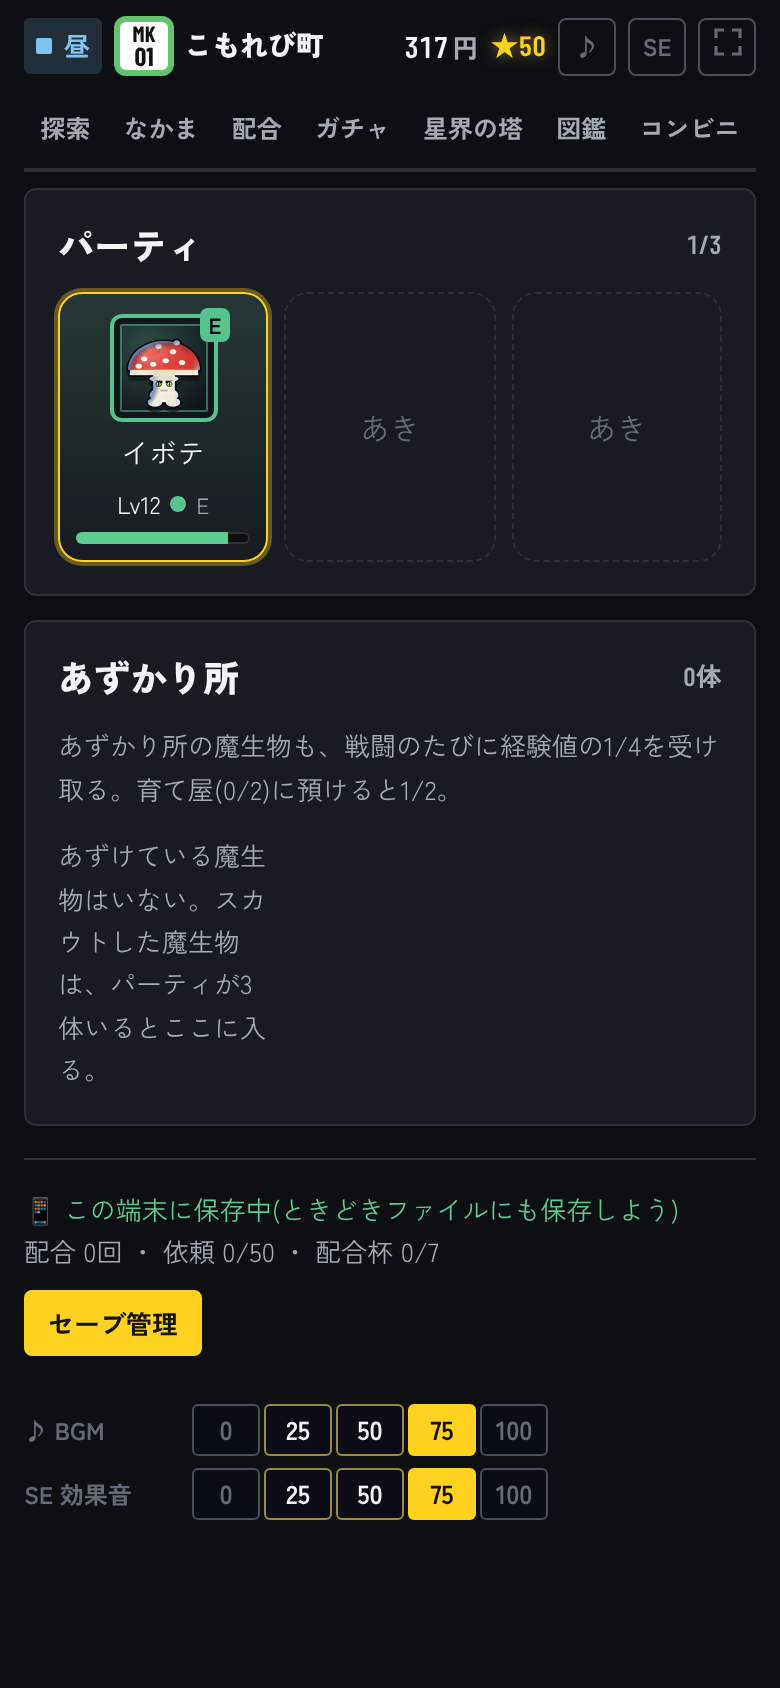 昼 MK 01 こもれび町 317円 ★50 ♪ SE
探索 なかま 配合 ガチャ 星界の塔 図鑑 コンビニ
パーティ 1/3
E
イボテ
Lv12 E
あき
あき
あずかり所 0体
あずかり所の魔生物も、戦闘のたびに経験値の1/4を受け
取る。育て屋(0/2)に預けると1/2。
あずけている魔生
物はいない。スカ
ウトした魔生物
は、パーティが3
体いるとここに入
る。
この端末に保存中(ときどきファイルにも保存しよう)
配合 0回 ・ 依頼 0/50 ・ 配合杯 0/7
セーブ管理
♪ BGM 0 25 50 75 100
SE 効果音 0 25 50 75 100